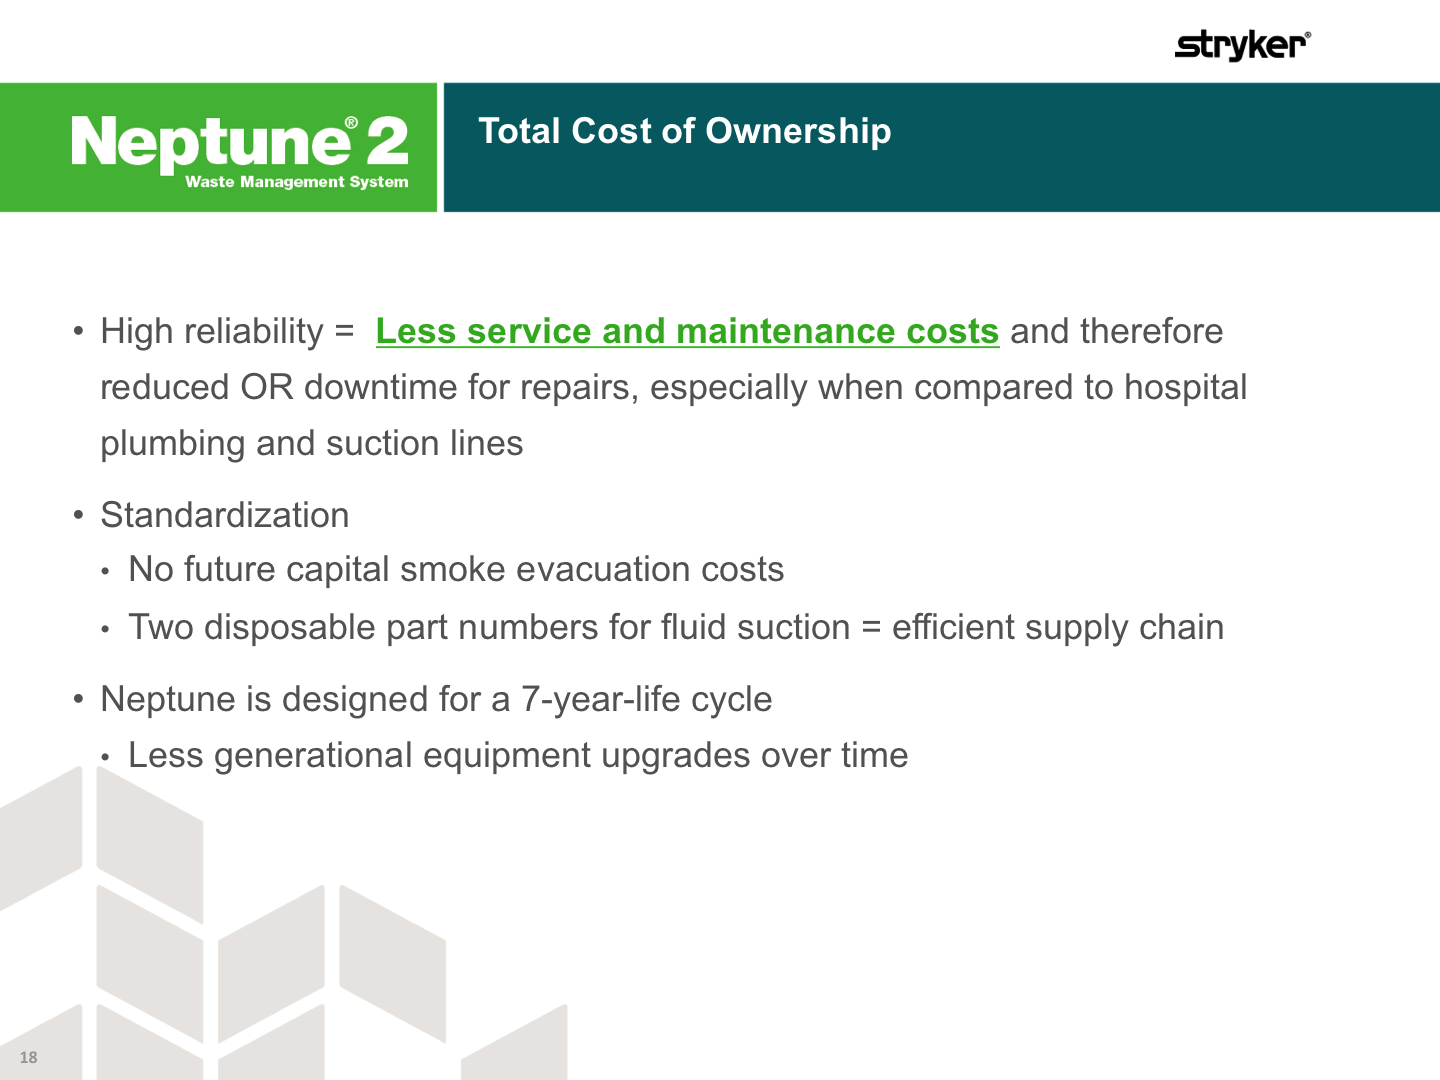 stryker®
Neptune® 2
Waste Management System
Total Cost of Ownership
• High reliability = Less service and maintenance costs and therefore
reduced OR downtime for repairs, especially when compared to hospital
plumbing and suction lines
• Standardization
• No future capital smoke evacuation costs
• Two disposable part numbers for fluid suction = efficient supply chain
• Neptune is designed for a 7-year-life cycle
• Less generational equipment upgrades over time
18